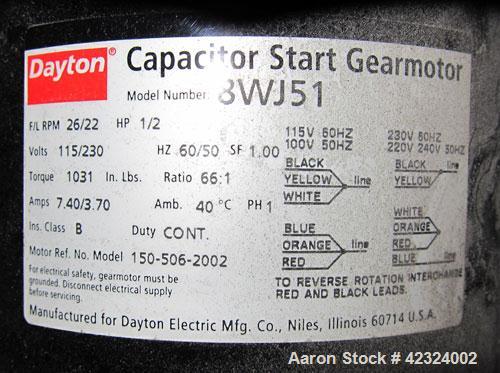 Dayton®
Capacitor Start Gearmotor
Model Number 8WJ51
F/L RPM 26/22 HP 1/2
Volts 115/230 HZ 60/50 SF 1.00
Torque 1031 In. Lbs. Ratio 66:1
Amps 7.40/3.70 Amb. 40 °C PH 1
Ins. Class B Duty CONT.
Motor Ref. No. Model 150-506-2002
For electrical safety, gearmotor must be
grounded. Disconnect electrical supply
before servicing.
115V 60HZ
100V 50HZ
BLACK
YELLOW line
WHITE
BLUE
ORANGE line
RED
230V 60HZ
220V 240V 50HZ
BLACK
YELLOW line
WHITE
ORANGE
RED
BLUE line
TO REVERSE ROTATION INTERCHANGE
RED AND BLACK LEADS.
Manufactured for Dayton Electric Mfg. Co., Niles, Illinois 60714 U.S.A.
Aaron Stock # 42324002